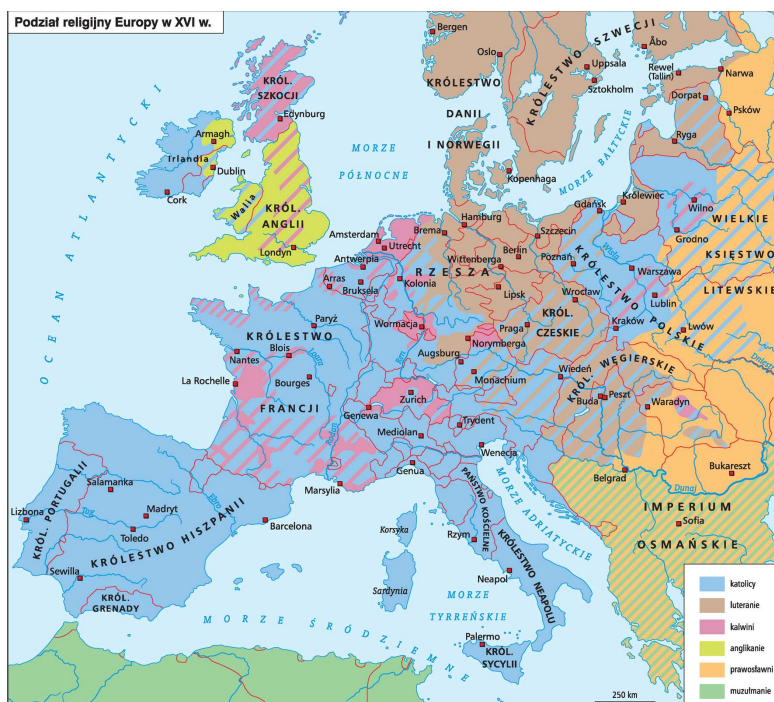 Podział religijny Europy w XVI w.
Bergen
Oslo
Uppsala
Sztokholm
Åbo
Rewel
(Tallin)
Narwa
KRÓLESTWO SZWECJI
KRÓLESTWO
DANII
I NORWEGII
Dorpat
Psków
Ryga
KRÓL.
SZKOCJI
Edynburg
MORZE
PÓŁNOCNE
MORZE BAŁTYCKIE
OCEAN ATLANTYCKI
Armagh
Irlandia
Dublin
Cork
Walia
KRÓL.
ANGLII
Londyn
Kopenhaga
Królewiec
Gdańsk
Wilno
Grodno
WIELKIE
KSIĘSTWO
LITEWSKIE
Hamburg
Szczecin
Brema
Amsterdam
Utrecht
Berlin
Wittenberga
Poznań
Wisła
Warszawa
Antwerpia
RZESZA
Arras
Bruksela
Kolonia
Lipsk
Wrocław
Lublin
KRÓLESTWO POLSKIE
Paryż
Wormacja
Praga
KRÓL.
CZESKIE
Kraków
Lwów
Norymberga
KRÓLESTWO
Nantes
Blois
Loara
Ren
Augsburg
Monachium
Wiedeń
KRÓL. WĘGIERSKIE
Buda
Peszt
Waradyn
Dniestr
La Rochelle
Bourges
FRANCJI
Zurich
Genewa
Trydent
Mediolan
Wenecja
Rodan
Genua
Marsylia
Belgrad
Dunaj
Bukareszt
KRÓL. PORTUGALII
Salamanka
Lizbona
Tag
Madryt
Toledo
Ebro
Barcelona
KRÓLESTWO HISZPANII
Sewilla
KRÓL.
GRENADY
Korsyka
Sardynia
PAŃSTWO KOŚCIELNE
Rzym
KRÓLESTWO NEAPOLU
Neapol
MORZE ADRIATYCKIE
IMPERIUM
Sofia
OSMAŃSKIE
MORZE
TYRREŃSKIE
Palermo
KRÓL.
SYCYLII
MORZE ŚRÓDZIEMNE
katolicy
luteranie
kalwini
anglikanie
prawosławni
muzułmanie
250 km